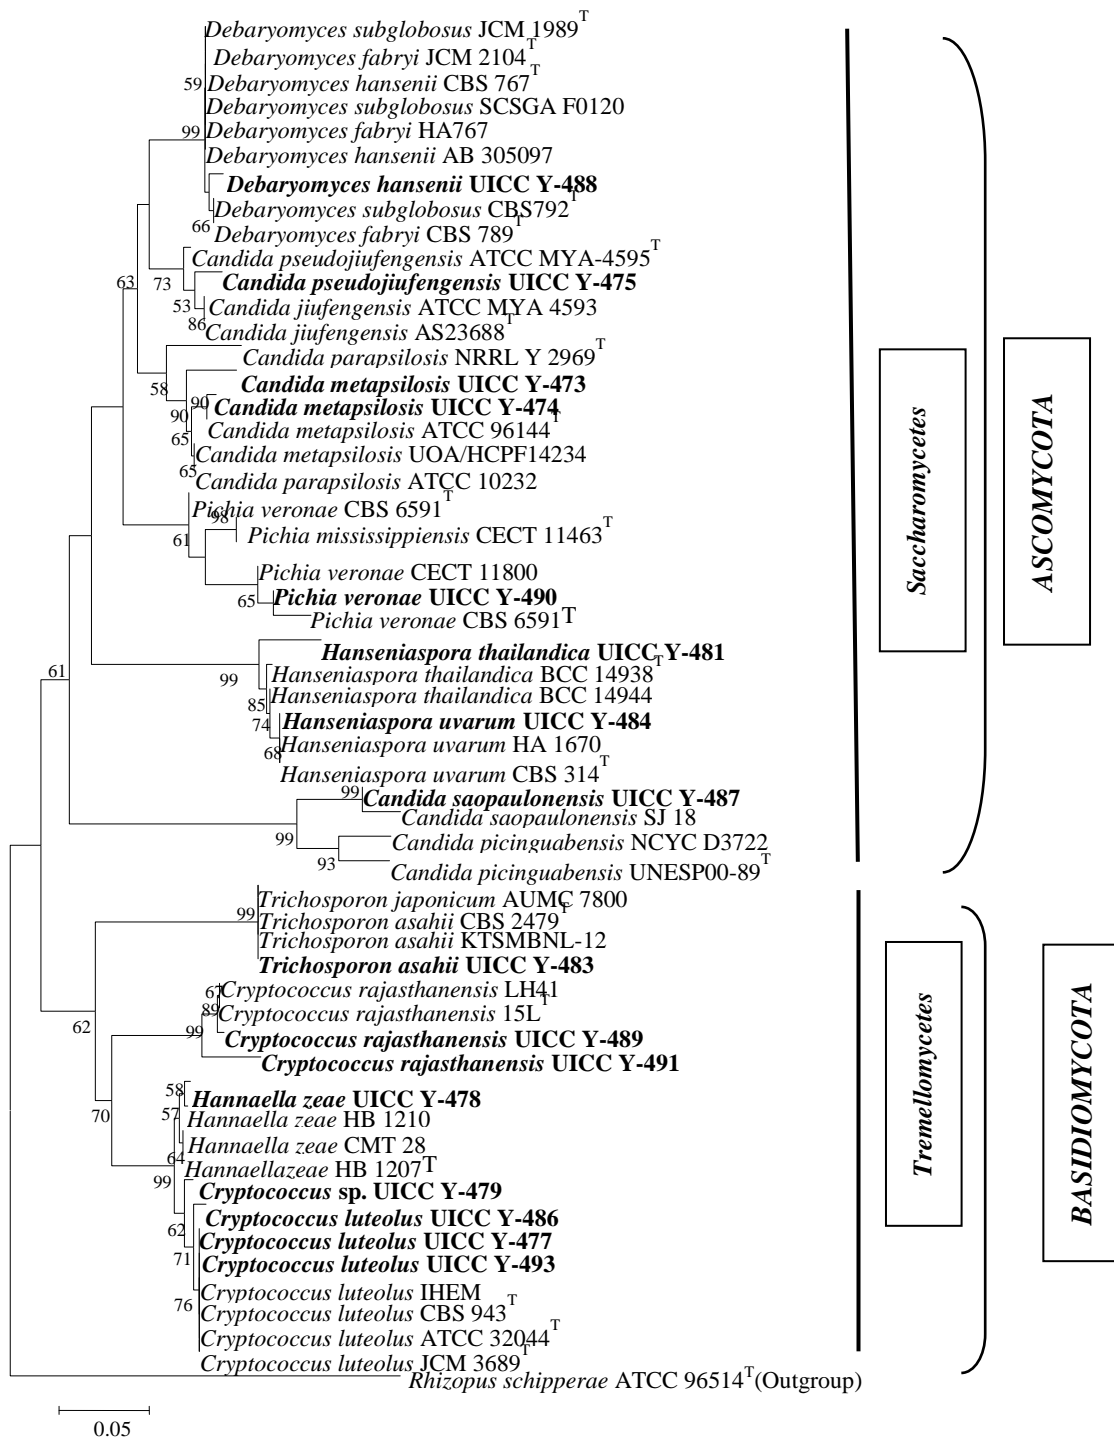 Debaryomyces subglobosus JCM 1989T
Debaryomyces fabryi JCM 2104T
Debaryomyces hansenii CBS 767T
59
Debaryomyces subglobosus SCSGA F0120
Debaryomyces fabryi HA767
99
Debaryomyces hansenii AB 305097
Debaryomyces hansenii UICC Y-488
Debaryomyces subglobosus CBS792T
66
Debaryomyces fabryi CBS 789T
Candida pseudojiufengensis ATCC MYA-4595T
63
73
Candida pseudojiufengensis UICC Y-475
53
Candida jiufengensis ATCC MYA 4593
86
Candida jiufengensis AS23688T
Candida parapsilosis NRRL Y 2969T
58
Candida metapsilosis UICC Y-473
90
90
Candida metapsilosis UICC Y-474
65
Candida metapsilosis ATCC 96144T
Candida metapsilosis UOA/HCPF14234
65
Candida parapsilosis ATCC 10232
Pichia veronae CBS 6591T
98
61
Pichia mississippiensis CECT 11463T
Pichia veronae CECT 11800
65
Pichia veronae UICC Y-490
Pichia veronae CBS 6591T
Hanseniaspora thailandica UICC Y-481
61
99
Hanseniaspora thailandica BCC 14938T
85
Hanseniaspora thailandica BCC 14944
74
Hanseniaspora uvarum UICC Y-484
68
Hanseniaspora uvarum HA 1670
Hanseniaspora uvarum CBS 314T
99
Candida saopaulonensis UICC Y-487
Candida saopaulonensis SJ 18
99
Candida picinguabensis NCYC D3722
93
Candida picinguabensis UNESP00-89T
Trichosporon japonicum AUMC 7800
99
Trichosporon asahii CBS 2479T
Trichosporon asahii KTSMBNL-12
Trichosporon asahii UICC Y-483
67
Cryptococcus rajasthanensis LH41
89
Cryptococcus rajasthanensis 15LT
62
99
Cryptococcus rajasthanensis UICC Y-489
Cryptococcus rajasthanensis UICC Y-491
58
Hannaella zeae UICC Y-478
70
57
Hannaella zeae HB 1210
Hannaella zeae CMT 28
64
Hannaellazeae HB 1207T
99
Cryptococcus sp. UICC Y-479
62
Cryptococcus luteolus UICC Y-486
Cryptococcus luteolus UICC Y-477
71
Cryptococcus luteolus UICC Y-493
Cryptococcus luteolus IHEM
76
Cryptococcus luteolus CBS 943T
Cryptococcus luteolus ATCC 32044T
Cryptococcus luteolus JCM 3689T
Rhizopus schipperae ATCC 96514T(Outgroup)
0.05
Saccharomycetes
ASCOMYCOTA
Tremellomycetes
BASIDIOMYCOTA